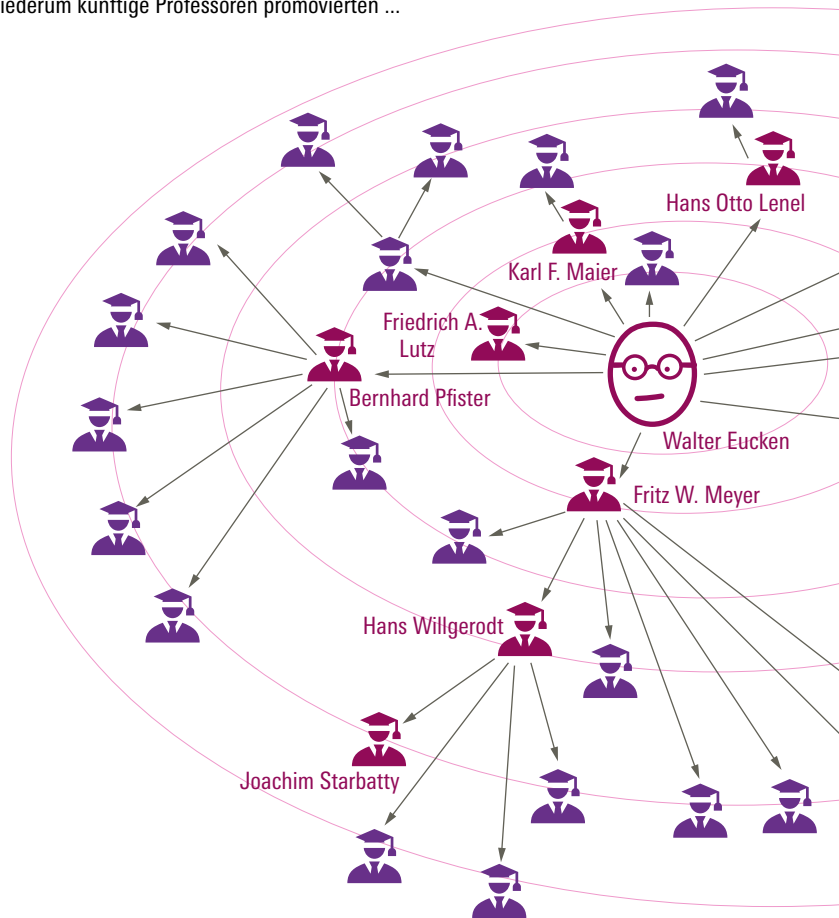 iederum künftige Professoren promovierten ...
Hans Otto Lenel
Karl F. Maier
Friedrich A.
Lutz
Bernhard Pfister
Walter Eucken
Fritz W. Meyer
Hans Willgerodt
Joachim Starbatty